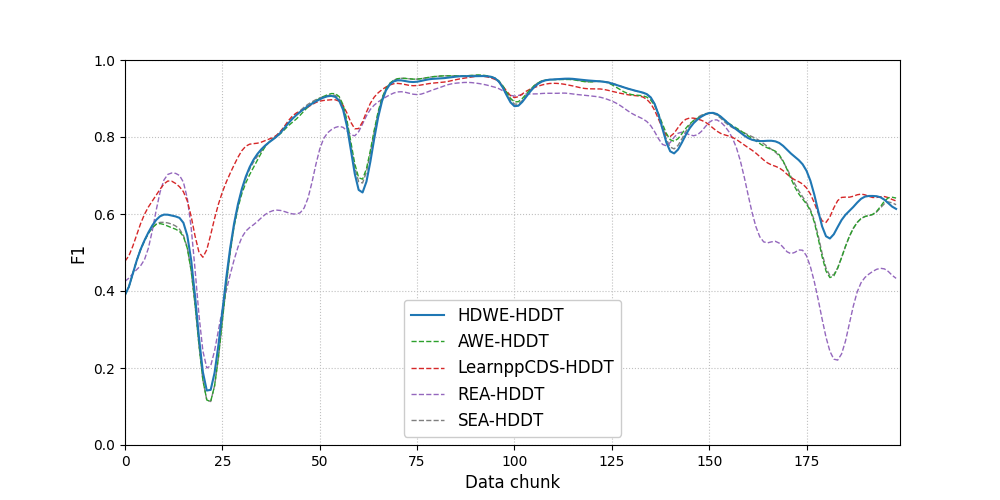 1.0
0.8
0.6
0.4
0.2
0.0
F1
HDWE-HDDT
AWE-HDDT
LearnppCDS-HDDT
REA-HDDT
SEA-HDDT
0 25 50 75 100 125 150 175
Data chunk